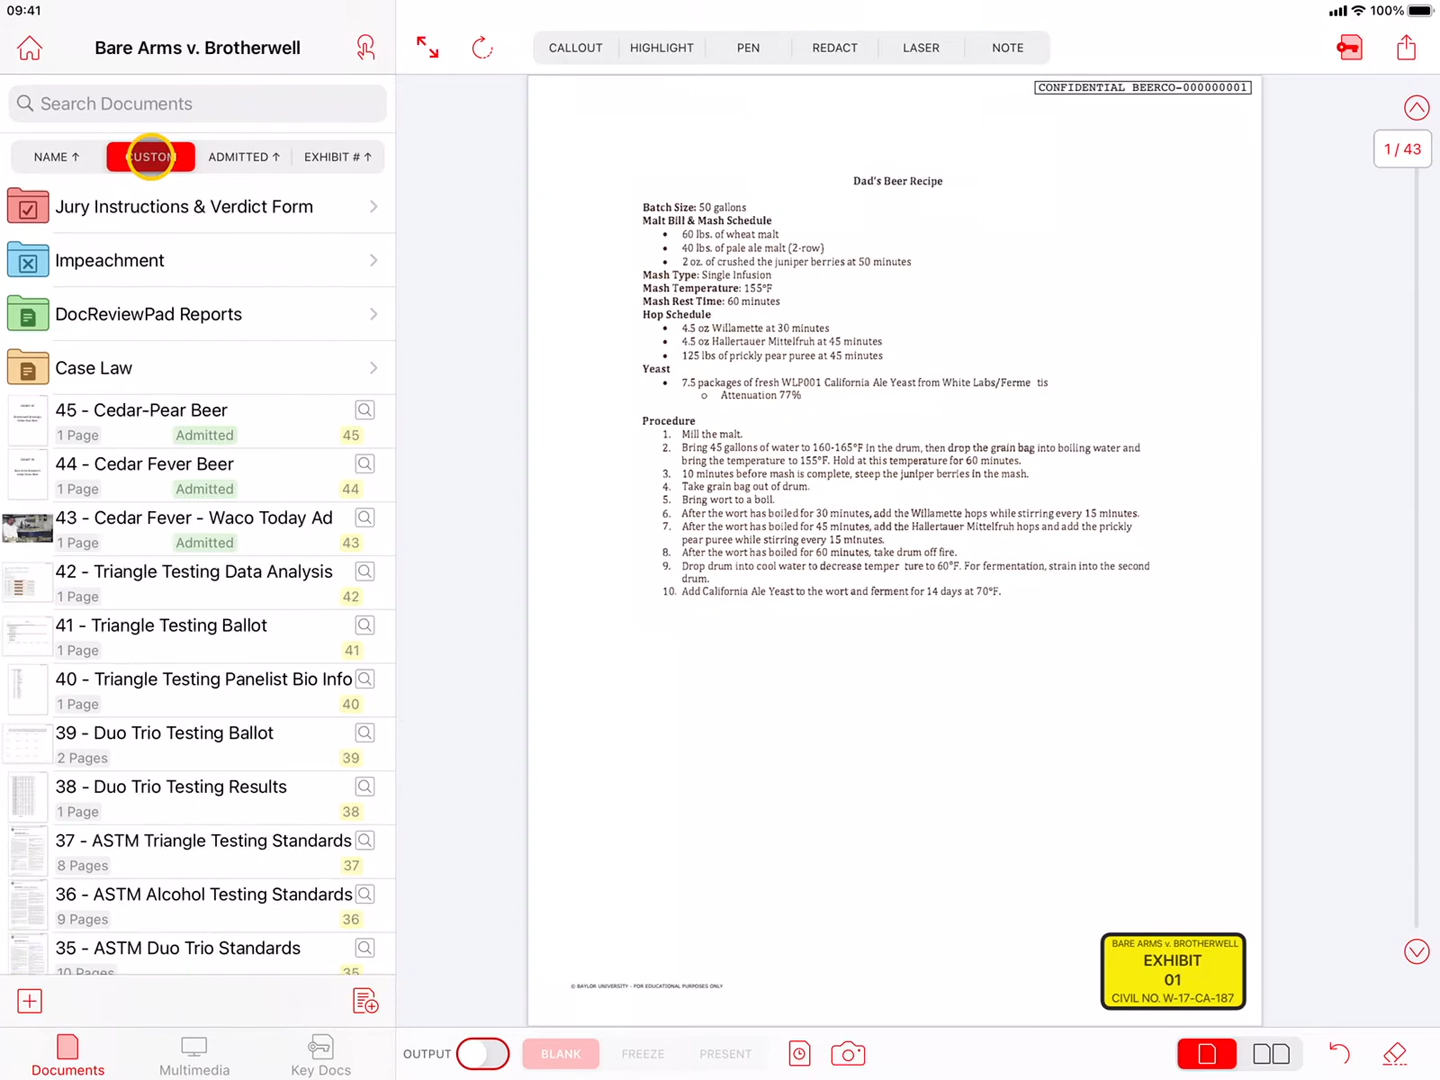 09:41
100%
Bare Arms v. Brotherwell
CALLOUT HIGHLIGHT PEN REDACT LASER NOTE
Search Documents
NAME ↑ CUSTOM ADMITTED ↑ EXHIBIT # ↑
Jury Instructions & Verdict Form
Impeachment
DocReviewPad Reports
Case Law
45 - Cedar-Pear Beer
1 Page Admitted 45
44 - Cedar Fever Beer
1 Page Admitted 44
43 - Cedar Fever - Waco Today Ad
1 Page Admitted 43
42 - Triangle Testing Data Analysis
1 Page 42
41 - Triangle Testing Ballot
1 Page 41
40 - Triangle Testing Panelist Bio Info
1 Page 40
39 - Duo Trio Testing Ballot
2 Pages 39
38 - Duo Trio Testing Results
1 Page 38
37 - ASTM Triangle Testing Standards
8 Pages 37
36 - ASTM Alcohol Testing Standards
9 Pages 36
35 - ASTM Duo Trio Standards
10 Pages 35
Documents Multimedia Key Docs
CONFIDENTIAL BEERCO-000000001
1 / 43
Dad's Beer Recipe
Batch Size: 50 gallons
Malt Bill & Mash Schedule
• 60 lbs. of wheat malt
• 40 lbs. of pale ale malt (2-row)
• 2 oz. of crushed the juniper berries at 50 minutes
Mash Type: Single Infusion
Mash Temperature: 155°F
Mash Rest Time: 60 minutes
Hop Schedule
• 4.5 oz Willamette at 30 minutes
• 4.5 oz Hallertauer Mittelfruh at 45 minutes
• 125 lbs of prickly pear puree at 45 minutes
Yeast
• 7.5 packages of fresh WLP001 California Ale Yeast from White Labs/Ferme tis
o Attenuation 77%
Procedure
1. Mill the malt.
2. Bring 45 gallons of water to 160-165°F in the drum, then drop the grain bag into boiling water and
bring the temperature to 155°F. Hold at this temperature for 60 minutes.
3. 10 minutes before mash is complete, steep the juniper berries in the mash.
4. Take grain bag out of drum.
5. Bring wort to a boil.
6. After the wort has boiled for 30 minutes, add the Willamette hops while stirring every 15 minutes.
7. After the wort has boiled for 45 minutes, add the Hallertauer Mittelfruh hops and add the prickly
pear puree while stirring every 15 minutes.
8. After the wort has boiled for 60 minutes, take drum off fire.
9. Drop drum into cool water to decrease temper ture to 60°F. For fermentation, strain into the second
drum.
10. Add California Ale Yeast to the wort and ferment for 14 days at 70°F.
© BAYLOR UNIVERSITY - FOR EDUCATIONAL PURPOSES ONLY
BARE ARMS v. BROTHERWELL
EXHIBIT
01
CIVIL NO. W-17-CA-187
OUTPUT BLANK FREEZE PRESENT